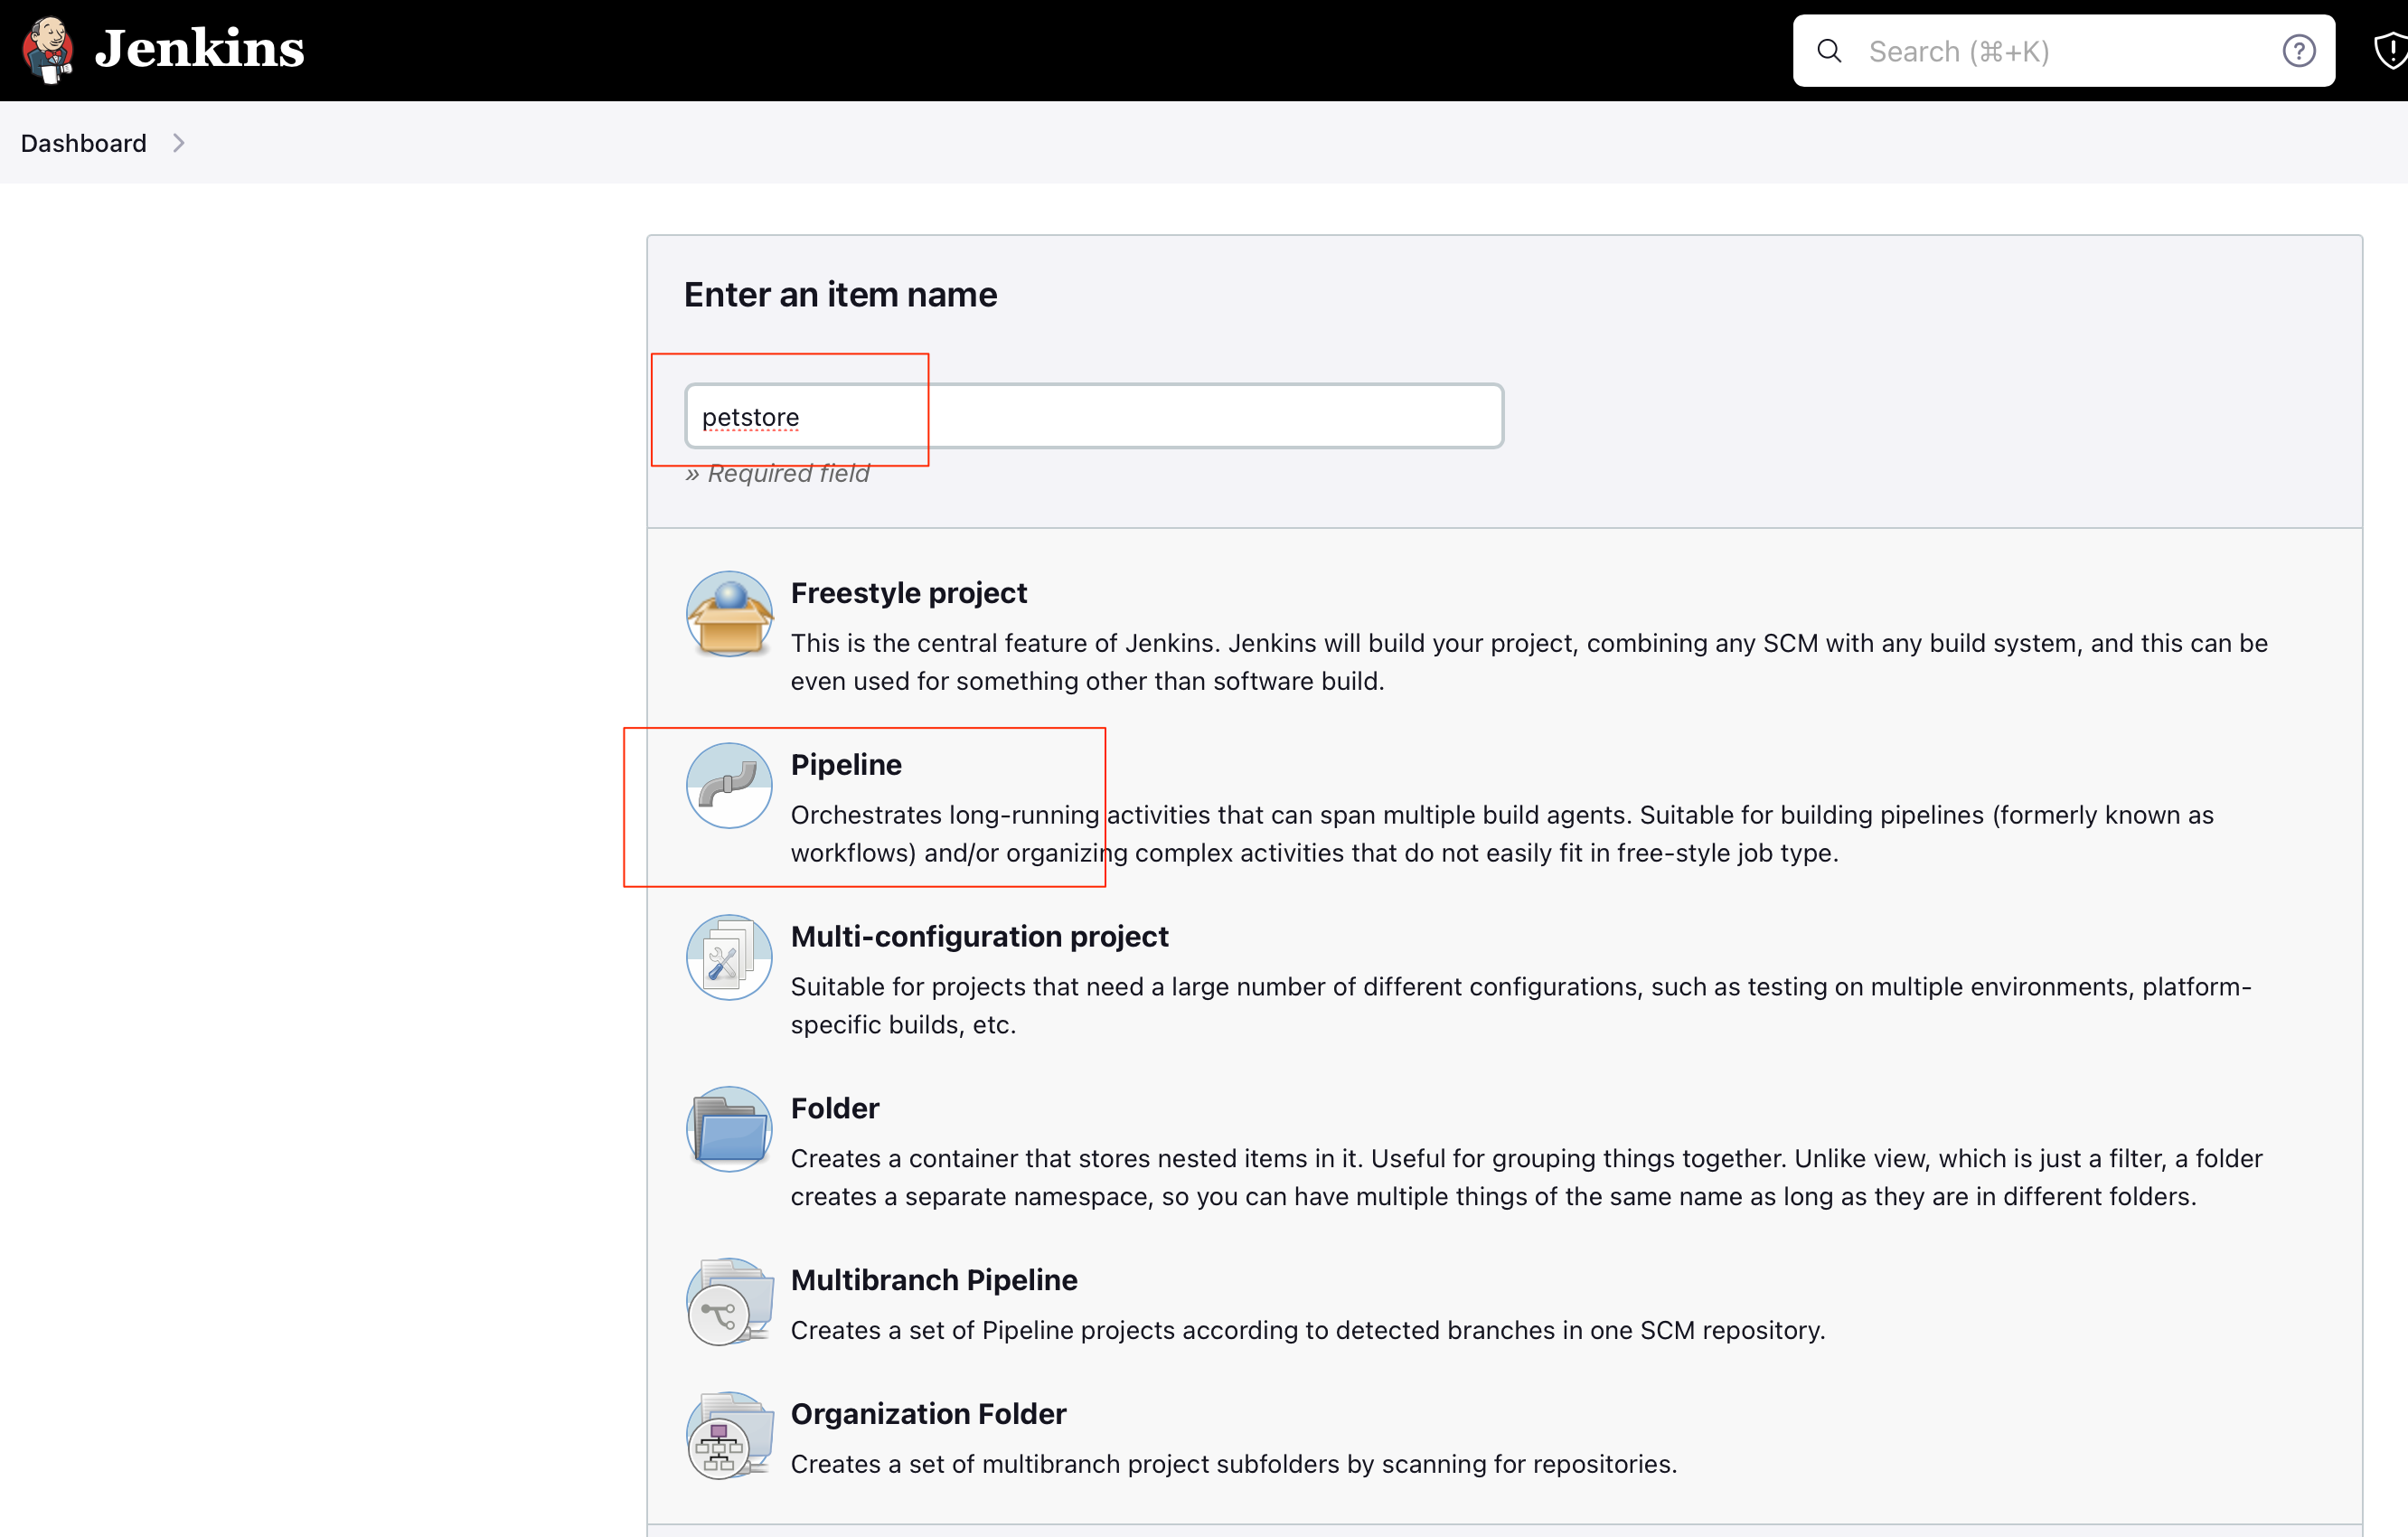 Jenkins
Search (⌘+K)
Dashboard
Enter an item name
petstore
» Required field
Freestyle project
This is the central feature of Jenkins. Jenkins will build your project, combining any SCM with any build system, and this can be
even used for something other than software build.
Pipeline
Orchestrates long-running activities that can span multiple build agents. Suitable for building pipelines (formerly known as
workflows) and/or organizing complex activities that do not easily fit in free-style job type.
Multi-configuration project
Suitable for projects that need a large number of different configurations, such as testing on multiple environments, platform-
specific builds, etc.
Folder
Creates a container that stores nested items in it. Useful for grouping things together. Unlike view, which is just a filter, a folder
creates a separate namespace, so you can have multiple things of the same name as long as they are in different folders.
Multibranch Pipeline
Creates a set of Pipeline projects according to detected branches in one SCM repository.
Organization Folder
Creates a set of multibranch project subfolders by scanning for repositories.